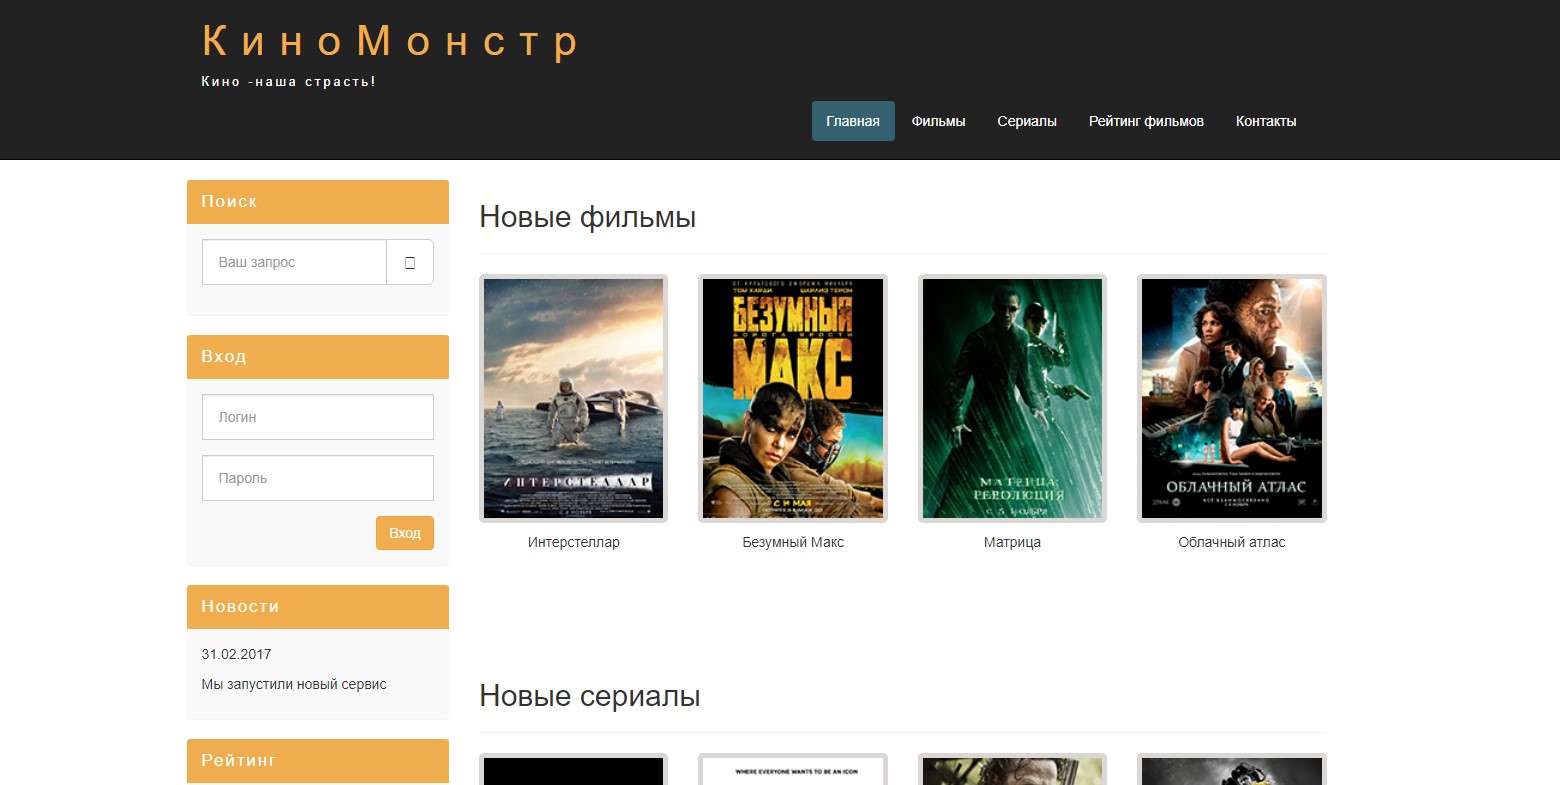 КиноМонстр
Кино -наша страсть!
Главная
Фильмы
Сериалы
Рейтинг фильмов
Контакты
Поиск
Ваш запрос
Вход
Логин
Пароль
Вход
Новости
31.02.2017
Мы запустили новый сервис
Рейтинг
Новые фильмы
ИНТЕРСТЕЛЛАР
С 6 НОЯБРЯ
Интерстеллар
ОТ КУЛЬТОВОГО ДЖОРДЖА МИЛЛЕРА
ТОМ ХАРДИ ШАРЛИЗ ТЕРОН
БЕЗУМНЫЙ
ДОРОГА ЯРОСТИ
МАКС
С 14 МАЯ
Безумный Макс
МАТРИЦА:
РЕВОЛЮЦИЯ
С 5 НОЯБРЯ
Матрица
ОБЛАЧНЫЙ АТЛАС
ВСЁ ВЗАИМОСВЯЗАНО
Облачный атлас
Новые сериалы
WHERE EVERYONE WANTS TO BE AN ICON